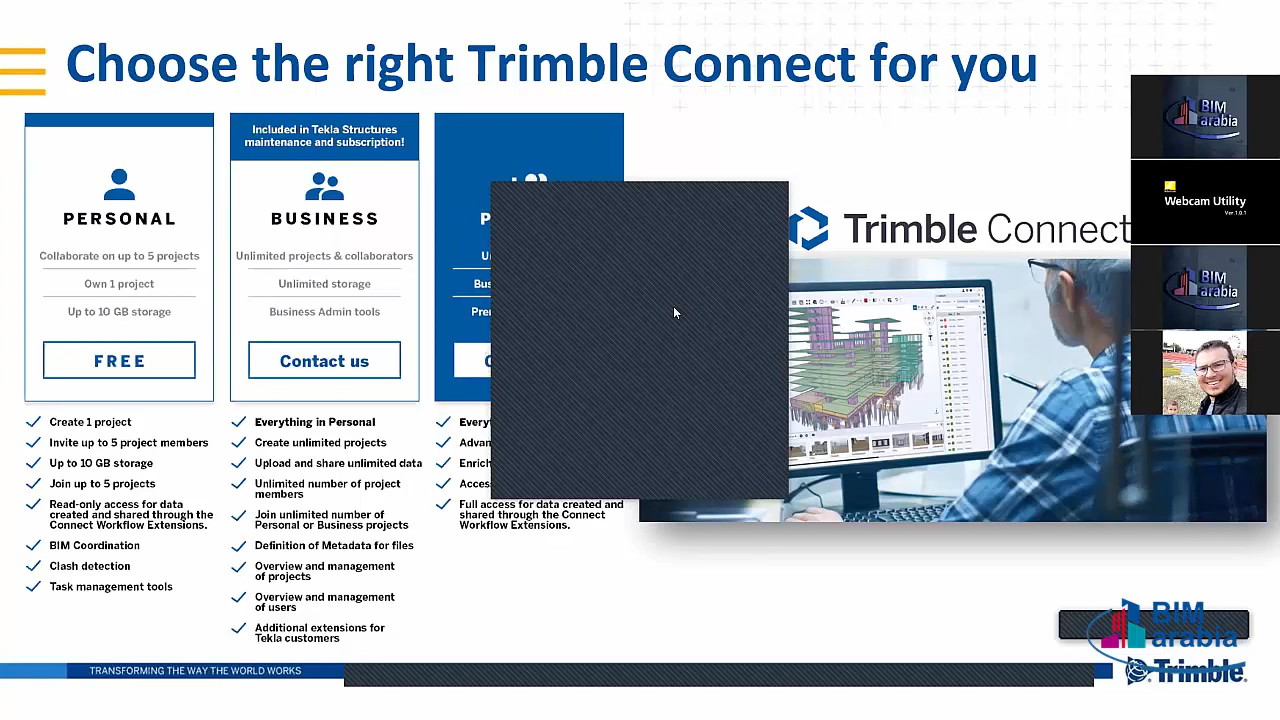 Choose the right Trimble Connect for you
PERSONAL
Collaborate on up to 5 projects
Own 1 project
Up to 10 GB storage
FREE
Create 1 project
Invite up to 5 project members
Up to 10 GB storage
Join up to 5 projects
Read-only access for data
created and shared through the
Connect Workflow Extensions.
BIM Coordination
Clash detection
Task management tools
Included in Tekla Structures
maintenance and subscription!
BUSINESS
Unlimited projects & collaborators
Unlimited storage
Business Admin tools
Contact us
Everything in Personal
Create unlimited projects
Upload and share unlimited data
Unlimited number of project
members
Join unlimited number of
Personal or Business projects
Definition of Metadata for files
Overview and management
of projects
Overview and management
of users
Additional extensions for
Tekla customers
Full access for data created and
shared through the Connect
Workflow Extensions.
Trimble Connect
BIM
arabia
Webcam Utility
Ver.1.0.1
BIM
arabia
BIM
arabia
TRANSFORMING THE WAY THE WORLD WORKS
Trimble